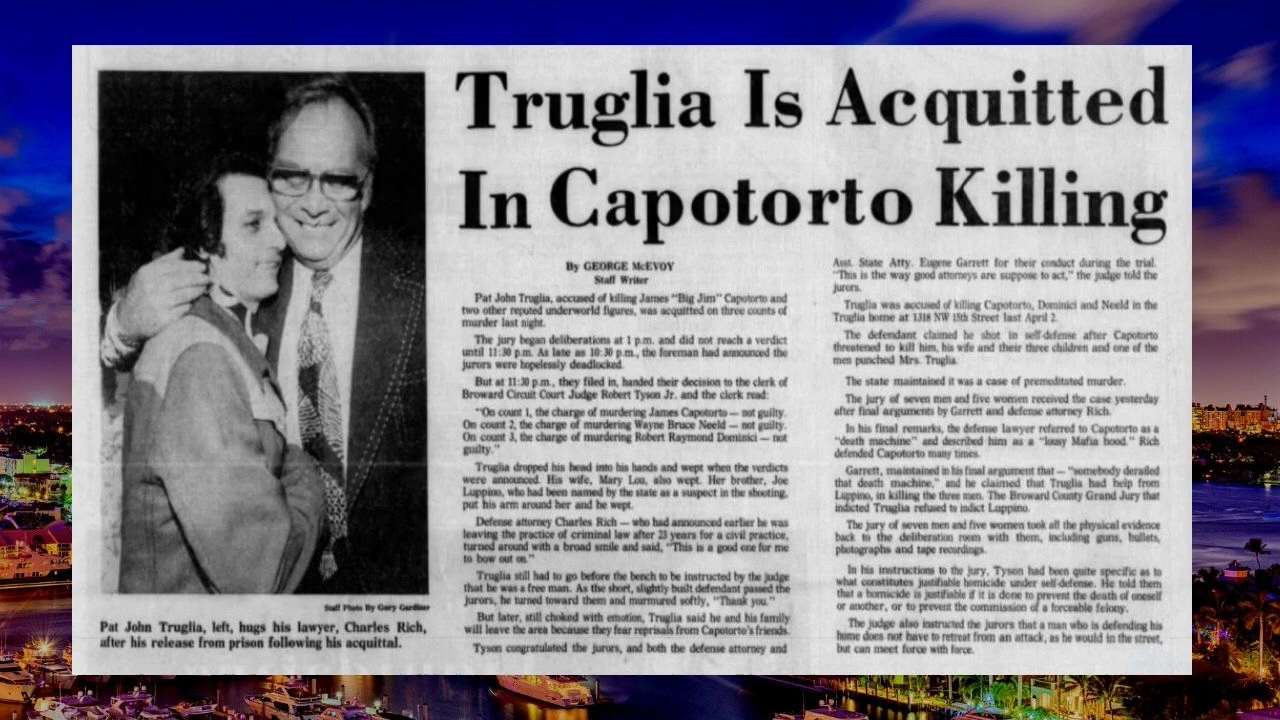 Truglia Is Acquitted
In Capotorto Killing
By GEORGE McEVOY
Staff Writer
Pat John Truglia, accused of killing James "Big Jim" Capotorto and
two other reputed underworld figures, was acquitted on three counts of
murder last night.
The jury began deliberations at 1 p.m. and did not reach a verdict
until 11:30 p.m. As late as 10:30 p.m., the foreman had announced the
jurors were hopelessly deadlocked.
But at 11:30 p.m., they filed in, handed their decision to the clerk of
Broward Circuit Court Judge Robert Tyson Jr. and the clerk read:
"On count 1, the charge of murdering James Capotorto — not guilty.
On count 2, the charge of murdering Wayne Bruce Neeld — not guilty.
On count 3, the charge of murdering Robert Raymond Dominici — not
guilty."
Truglia dropped his head into his hands and wept when the verdicts
were announced. His wife, Mary Lou, also wept. Her brother, Joe
Luppino, who had been named by the state as a suspect in the shooting,
put his arm around her and he wept.
Defense attorney Charles Rich — who had announced earlier he was
leaving the practice of criminal law after 23 years for a civil practice,
turned around with a broad smile and said, "This is a good one for me
to bow out on."
Truglia still had to go before the bench to be instructed by the judge
that he was a free man. As the short, slightly built defendant passed the
jurors, he turned toward them and murmured softly, "Thank you."
But later, still choked with emotion, Truglia said he and his family
will leave the area because they fear reprisals from Capotorto's friends.
Tyson congratulated the jurors, and both the defense attorney and
Asst. State Atty. Eugene Garrett for their conduct during the trial.
"This is the way good attorneys are suppose to act," the judge told the
jurors.
Truglia was accused of killing Capotorto, Dominici and Neeld in the
Truglia home at 1318 NW 15th Street last April 2.
The defendant claimed he shot in self-defense after Capotorto
threatened to kill him, his wife and their three children and one of the
men punched Mrs. Truglia.
The state maintained it was a case of premeditated murder.
The jury of seven men and five women received the case yesterday
after final arguments by Garrett and defense attorney Rich.
In his final remarks, the defense lawyer referred to Capotorto as a
"death machine" and described him as a "lousy Mafia hood." Rich
defended Capotorto many times.
Garrett, maintained in his final argument that — "somebody derailed
that death machine," and he claimed that Truglia had help from
Luppino, in killing the three men. The Broward County Grand Jury that
indicted Truglia refused to indict Luppino.
The jury of seven men and five women took all the physical evidence
back to the deliberation room with them, including guns, bullets,
photographs and tape recordings.
In his instructions to the jury, Tyson had been quite specific as to
what constitutes justifiable homicide under self-defense. He told them
that a homicide is justifiable if it is done to prevent the death of oneself
or another, or to prevent the commission of a forceable felony.
The judge also instructed the jurors that a man who is defending his
home does not have to retreat from an attack, as he would in the street,
but can meet force with force.
Staff Photo By Gary Gardiner
Pat John Truglia, left, hugs his lawyer, Charles Rich,
after his release from prison following his acquittal.